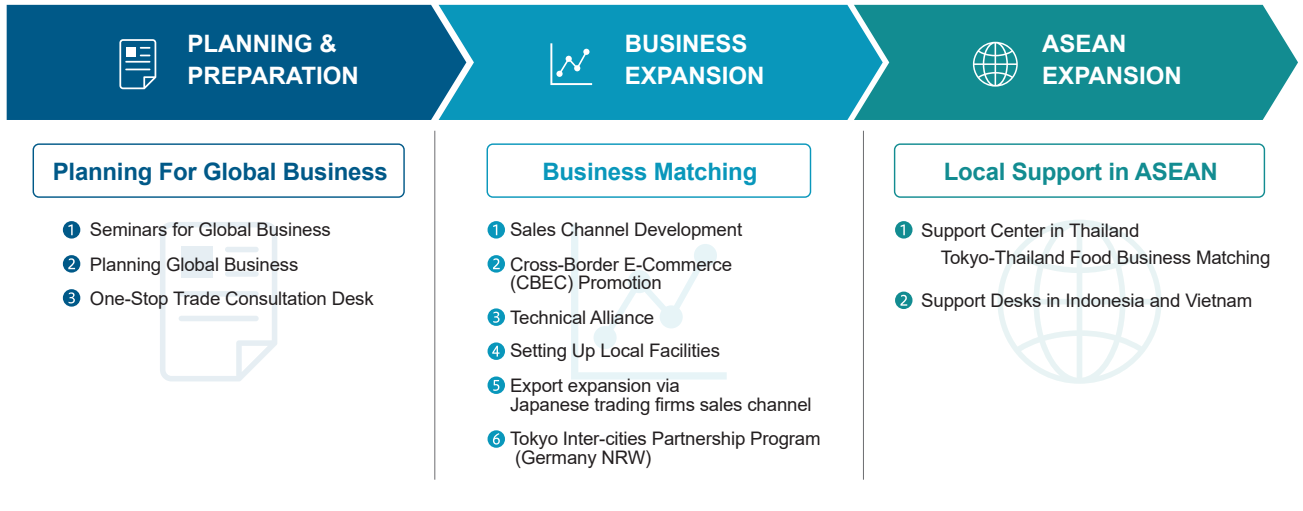 PLANNING &
PREPARATION
BUSINESS
EXPANSION
ASEAN
EXPANSION
Planning For Global Business
1 Seminars for Global Business
2 Planning Global Business
3 One-Stop Trade Consultation Desk
Business Matching
1 Sales Channel Development
2 Cross-Border E-Commerce
(CBEC) Promotion
3 Technical Alliance
4 Setting Up Local Facilities
5 Export expansion via
Japanese trading firms sales channel
6 Tokyo Inter-cities Partnership Program
(Germany NRW)
Local Support in ASEAN
1 Support Center in Thailand
Tokyo-Thailand Food Business Matching
2 Support Desks in Indonesia and Vietnam